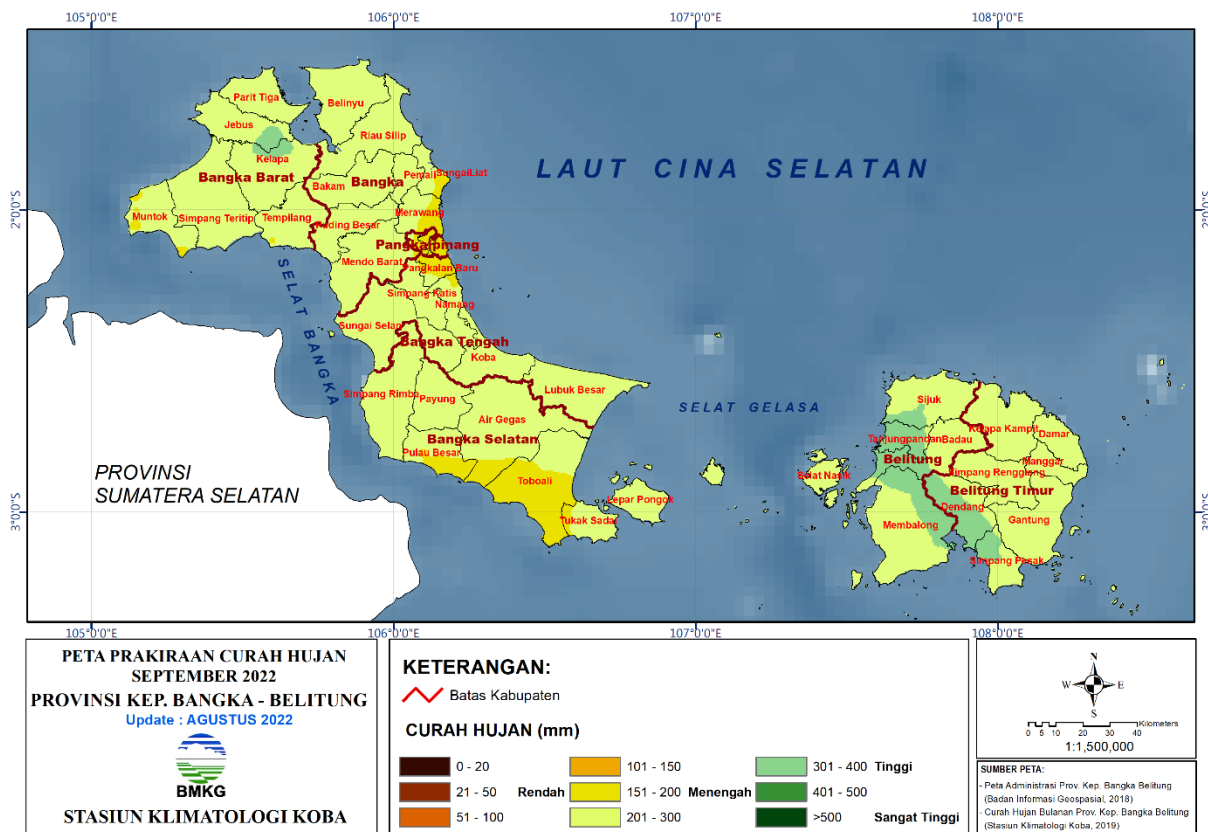 105°0'0"E 106°0'0"E 107°0'0"E 108°0'0"E
2°0'0"S
3°0'0"S
LAUT CINA SELATAN
SELAT BANGKA
SELAT GELASA
PROVINSI
SUMATERA SELATAN
Parit Tiga
Belinyu
Jebus
Riau Silip
Kelapa
Bangka Barat
Bakam
Bangka
Pemali
SungaiLiat
Muntok
Simpang Teritip
Tempilang
Merawang
Puding Besar
Pangkalpinang
Mendo Barat
Pangkalan Baru
Simpang Katis
Namang
Sungai Selan
Bangka Tengah
Koba
Simpang Rimba
Payung
Lubuk Besar
Air Gegas
Bangka Selatan
Pulau Besar
Toboali
Lepar Pongok
Tukak Sadai
Sijuk
Tanjungpandan
Badau
Kelapa Kampit
Damar
Belitung
Manggar
Selat Nasik
Simpang Renggiang
Belitung Timur
Dendang
Membalong
Gantung
Simpang Pesak
2°0'0"S
3°0'0"S
105°0'0"E 106°0'0"E 107°0'0"E 108°0'0"E
PETA PRAKIRAAN CURAH HUJAN
SEPTEMBER 2022
PROVINSI KEP. BANGKA - BELITUNG
Update : AGUSTUS 2022
BMKG
STASIUN KLIMATOLOGI KOBA
KETERANGAN:
Batas Kabupaten
CURAH HUJAN (mm)
0 - 20
21 - 50 Rendah
51 - 100
101 - 150
151 - 200 Menengah
201 - 300
301 - 400 Tinggi
401 - 500
>500 Sangat Tinggi
N
W E
S
0 5 10 20 30 40 Kilometers
1:1,500,000
SUMBER PETA:
- Peta Administrasi Prov. Kep. Bangka Belitung
(Badan Informasi Geospasial, 2018)
- Curah Hujan Bulanan Prov. Kep. Bangka Belitung
(Stasiun Klimatologi Koba, 2019)